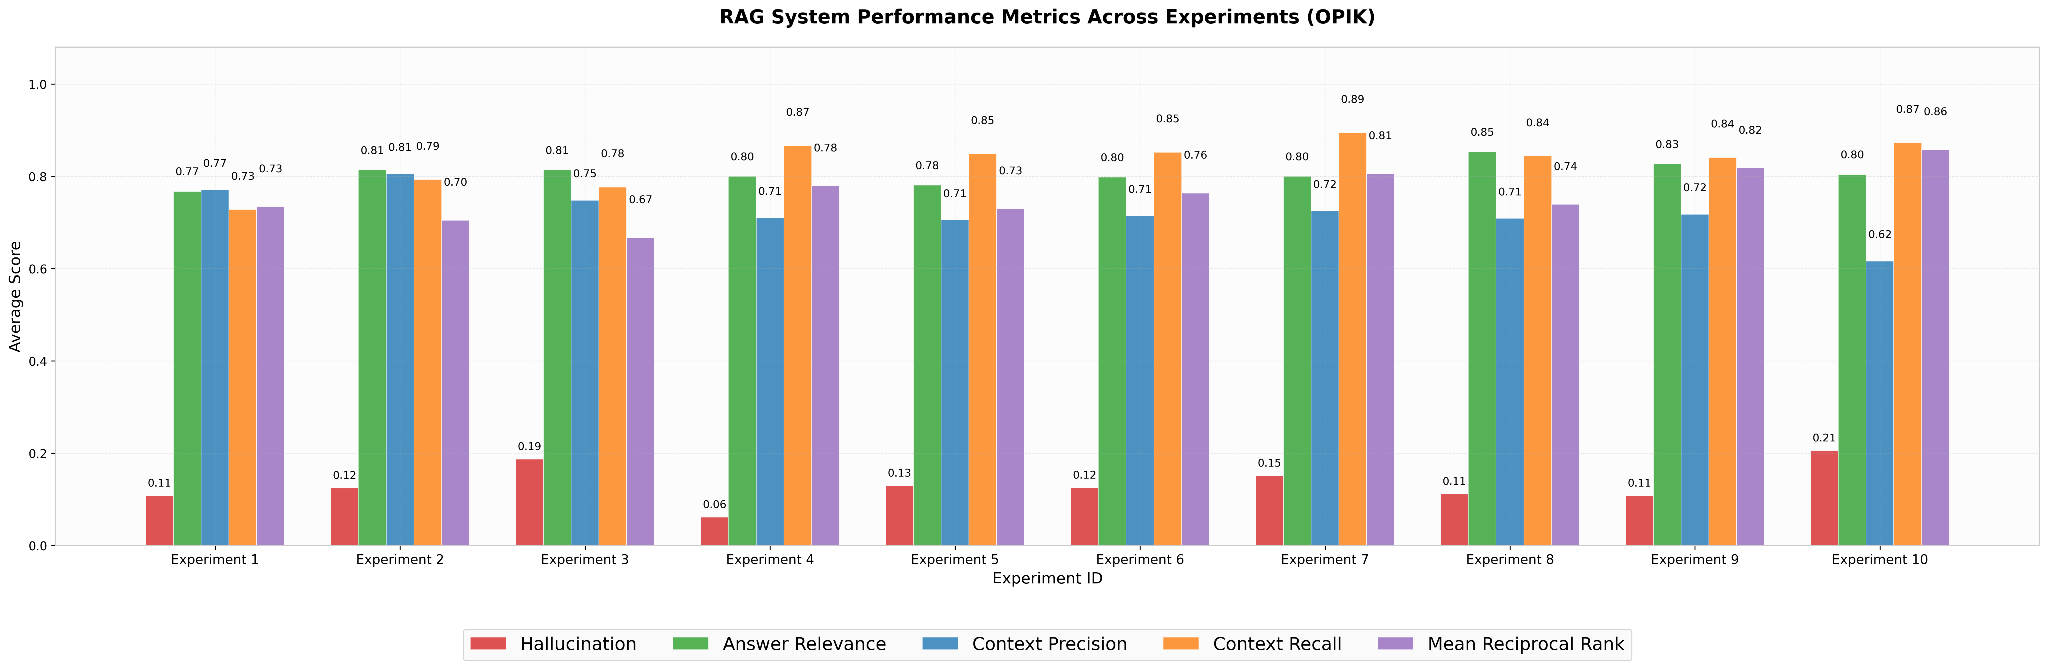 RAG System Performance Metrics Across Experiments (OPIK)
Average Score
1.0
0.8
0.6
0.4
0.2
0.0
0.11 0.77 0.77 0.73 0.73
0.12 0.81 0.81 0.79 0.70
0.19 0.81 0.75 0.78 0.67
0.06 0.80 0.71 0.87 0.78
0.13 0.78 0.71 0.85 0.73
0.12 0.80 0.71 0.85 0.76
0.15 0.80 0.72 0.89 0.81
0.11 0.85 0.71 0.84 0.74
0.11 0.83 0.72 0.84 0.82
0.21 0.80 0.62 0.87 0.86
Experiment 1 Experiment 2 Experiment 3 Experiment 4 Experiment 5 Experiment 6 Experiment 7 Experiment 8 Experiment 9 Experiment 10
Experiment ID
Hallucination Answer Relevance Context Precision Context Recall Mean Reciprocal Rank